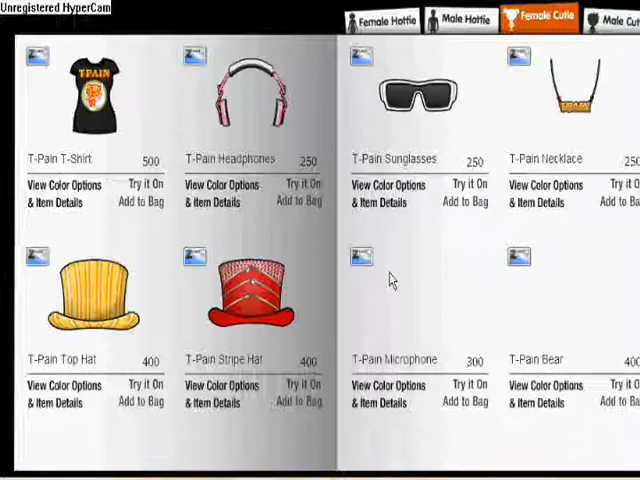 Unregistered HyperCam
Female Hottie
Male Hottie
Female Cutie
Male Cu
T-PAIN
T-Pain T-Shirt 500
View Color Options Try it On
& Item Details Add to Bag
T-Pain Headphones 250
View Color Options Try it On
& Item Details Add to Bag
T-Pain Sunglasses 250
View Color Options Try it On
& Item Details Add to Bag
T-Pain Necklace 250
View Color Options Try it On
& Item Details Add to Bag
T-Pain Top Hat 400
View Color Options Try it On
& Item Details Add to Bag
T-Pain Stripe Hat 400
View Color Options Try it On
& Item Details Add to Bag
T-Pain Microphone 300
View Color Options Try it On
& Item Details Add to Bag
T-Pain Bear 400
View Color Options Try it On
& Item Details Add to Bag